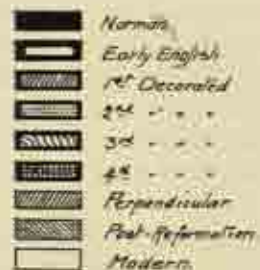 Norman
Early English
1st Decorated
2nd " " "
3rd " " "
4th " " "
Perpendicular
Post-Reformation
Modern